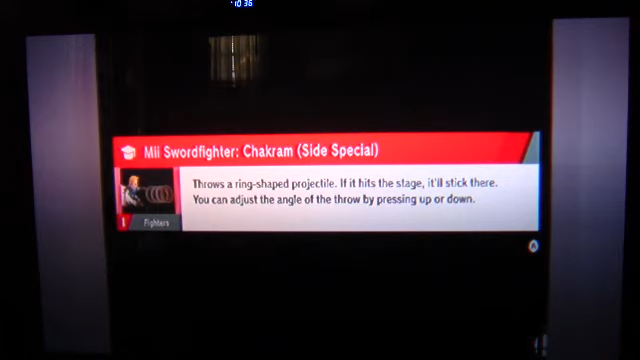 10 36
Mii Swordfighter: Chakram (Side Special)
Throws a ring-shaped projectile. If it hits the stage, it'll stick there.
You can adjust the angle of the throw by pressing up or down.
Fighters
A